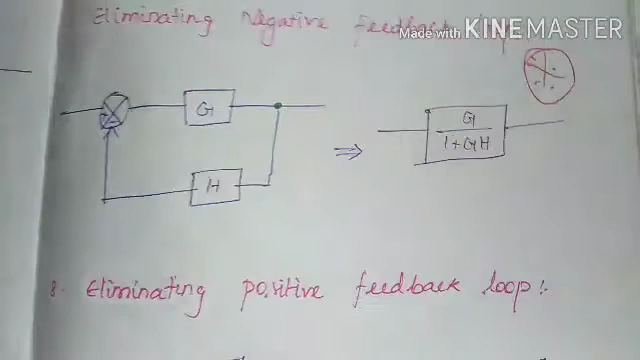 Eliminating Negative Feedback
Made with KINEMASTER
G
H
⇒
G
1+GH
8. Eliminating positive feedback loop: